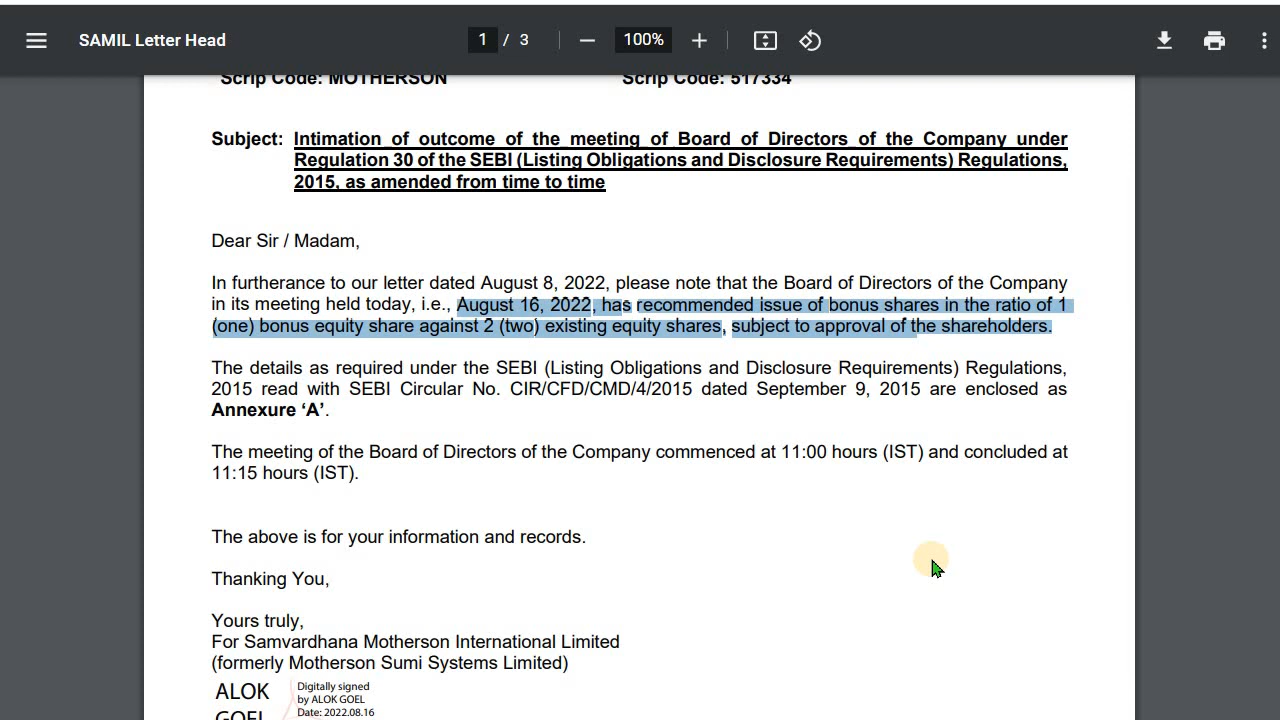 SAMIL Letter Head 1 / 3 100%
Scrip Code: MOTHERSON Scrip Code: 517334
Subject: Intimation of outcome of the meeting of Board of Directors of the Company under
Regulation 30 of the SEBI (Listing Obligations and Disclosure Requirements) Regulations,
2015, as amended from time to time
Dear Sir / Madam,
In furtherance to our letter dated August 8, 2022, please note that the Board of Directors of the Company
in its meeting held today, i.e., August 16, 2022, has recommended issue of bonus shares in the ratio of 1
(one) bonus equity share against 2 (two) existing equity shares, subject to approval of the shareholders.
The details as required under the SEBI (Listing Obligations and Disclosure Requirements) Regulations,
2015 read with SEBI Circular No. CIR/CFD/CMD/4/2015 dated September 9, 2015 are enclosed as
Annexure ‘A’.
The meeting of the Board of Directors of the Company commenced at 11:00 hours (IST) and concluded at
11:15 hours (IST).
The above is for your information and records.
Thanking You,
Yours truly,
For Samvardhana Motherson International Limited
(formerly Motherson Sumi Systems Limited)
ALOK
GOEL
Digitally signed
by ALOK GOEL
Date: 2022.08.16